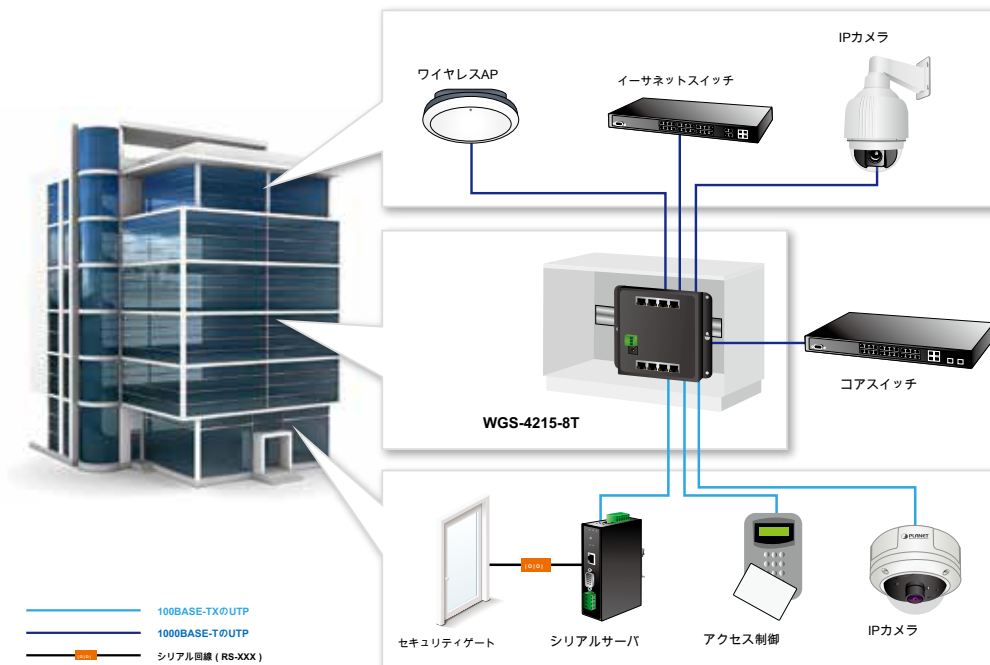 IPカメラ
ワイヤレスAP
イーサネットスイッチ
コアスイッチ
WGS-4215-8T
PLANET
セキュリティゲート
シリアルサーバ
アクセス制御
IPカメラ
100BASE-TXのUTP
1000BASE-TのUTP
シリアル回線 ( RS-XXX )